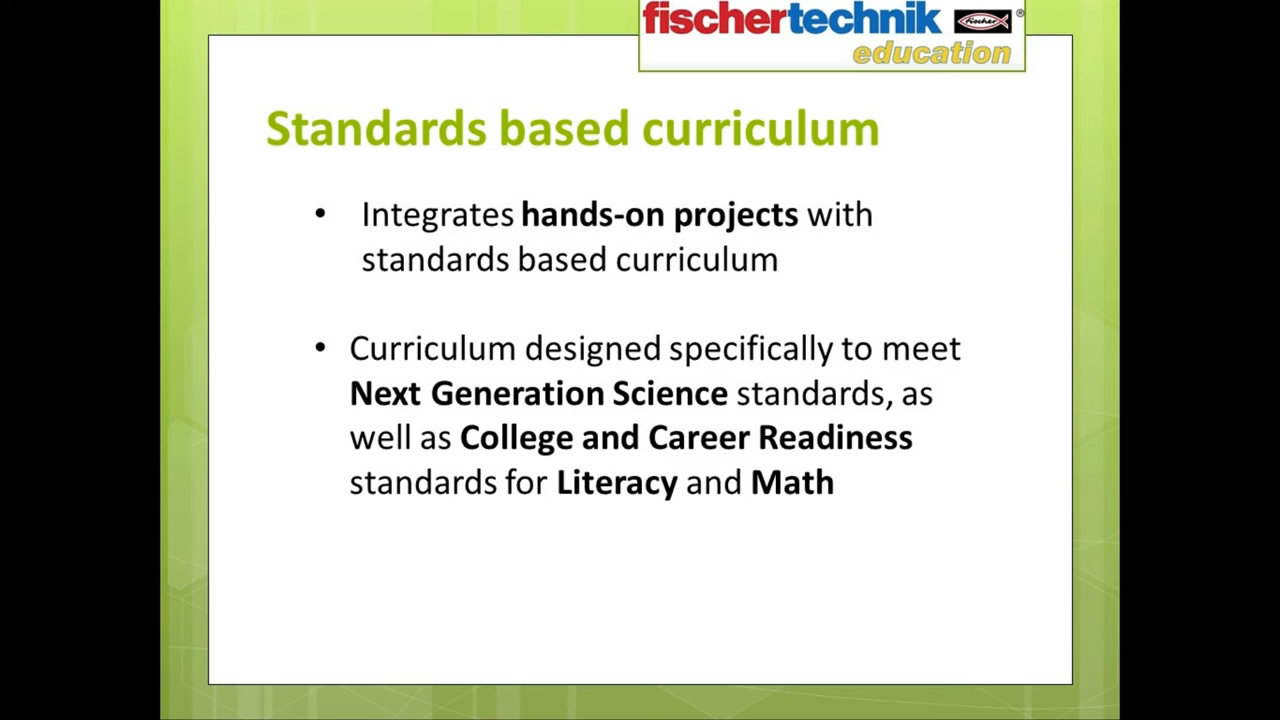 fischertechnik fischer ®
education
Standards based curriculum
• Integrates hands-on projects with
standards based curriculum
• Curriculum designed specifically to meet
Next Generation Science standards, as
well as College and Career Readiness
standards for Literacy and Math